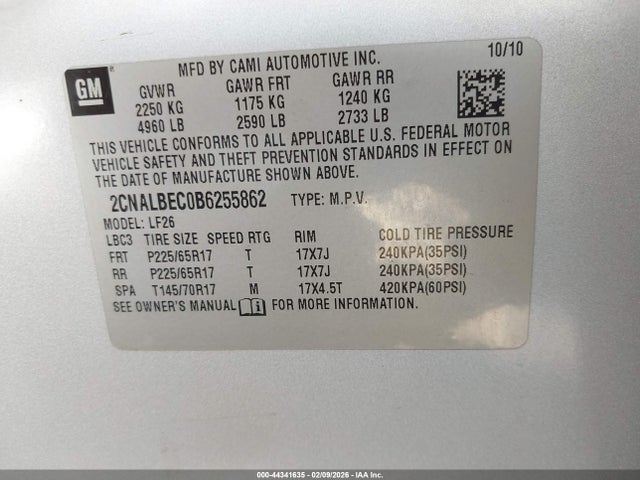 GM
MFD BY CAMI AUTOMOTIVE INC. 10/10
GVWR GAWR FRT GAWR RR
2250 KG 1175 KG 1240 KG
4960 LB 2590 LB 2733 LB
THIS VEHICLE CONFORMS TO ALL APPLICABLE U.S. FEDERAL MOTOR
VEHICLE SAFETY AND THEFT PREVENTION STANDARDS IN EFFECT ON
THE DATE OF MANUFACTURE SHOWN ABOVE.
2CNALBEC0B6255862 TYPE: M.P.V.
MODEL: LF26
LBC3 TIRE SIZE SPEED RTG RIM COLD TIRE PRESSURE
FRT P225/65R17 T 17X7J 240KPA(35PSI)
RR P225/65R17 T 17X7J 240KPA(35PSI)
SPA T145/70R17 M 17X4.5T 420KPA(60PSI)
SEE OWNER'S MANUAL FOR MORE INFORMATION.
000-44341635 - 02/09/2026 - IAA Inc.